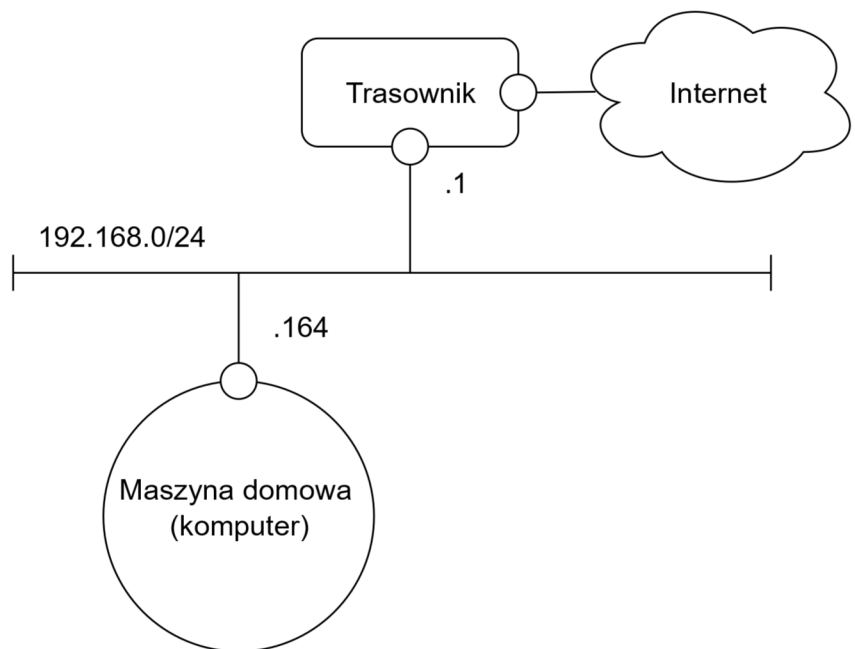 Trasownik
Internet
.1
192.168.0/24
.164
Maszyna domowa
(komputer)